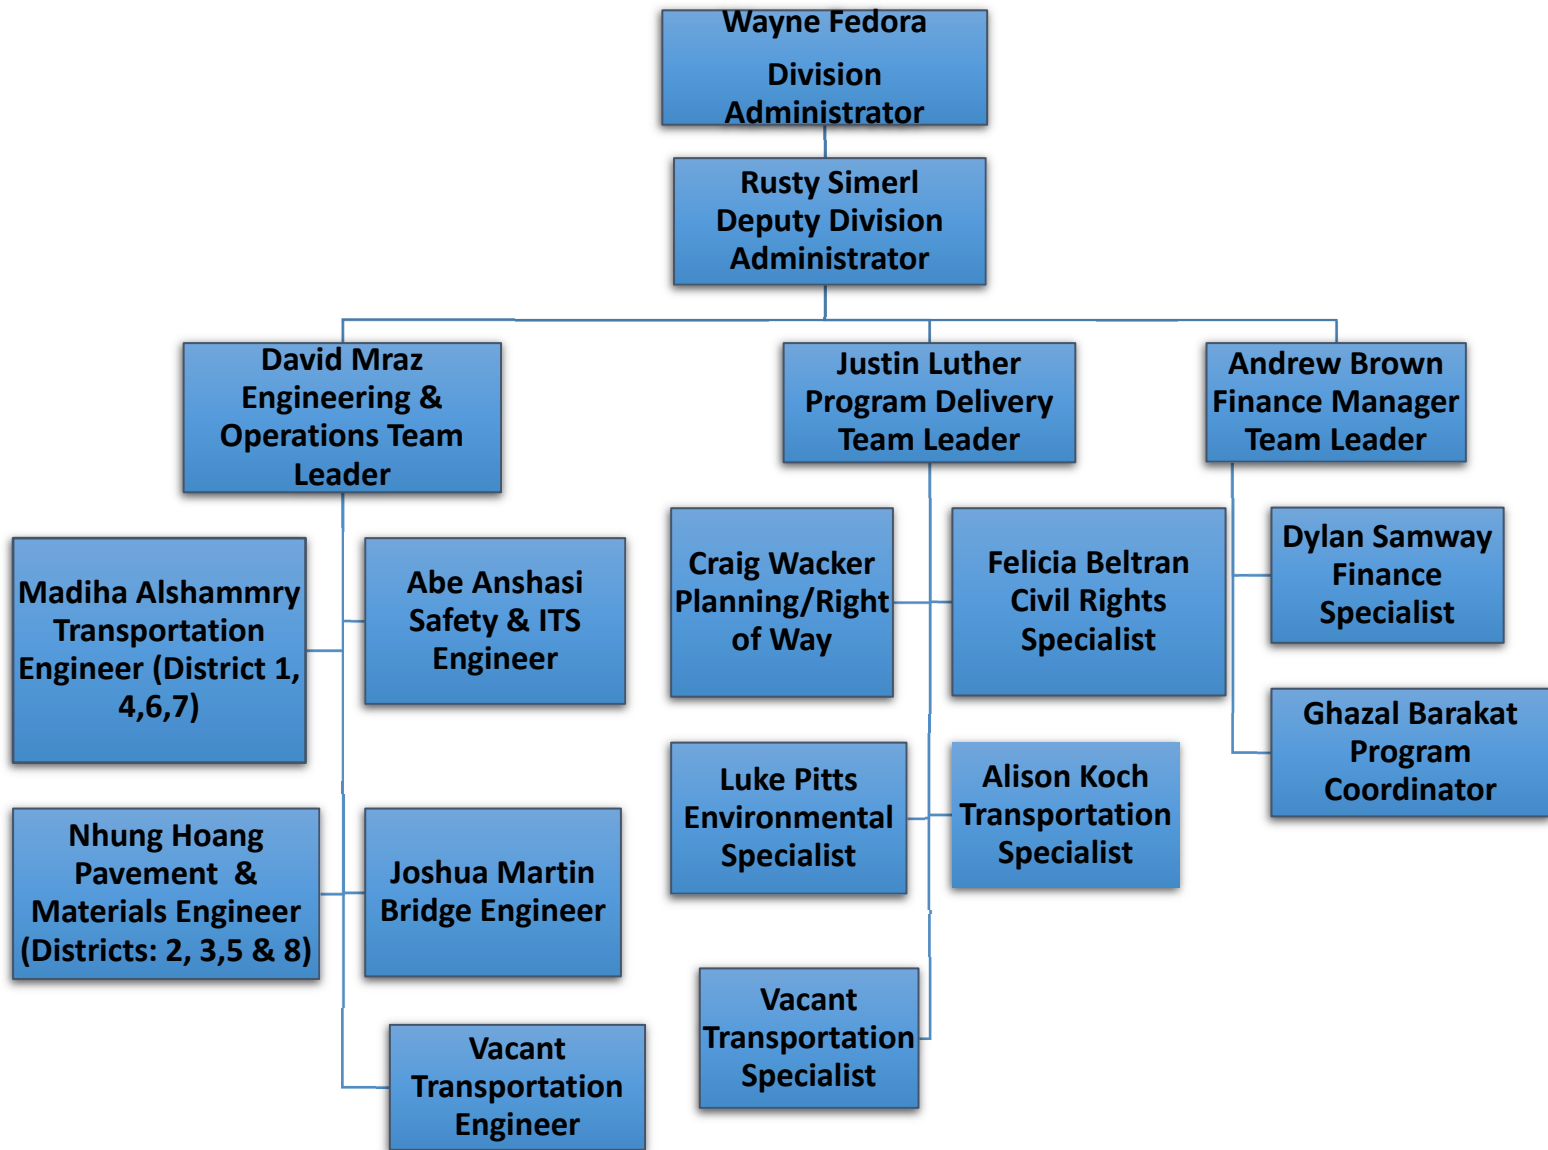 Wayne Fedora
Division
Administrator
Rusty Simerl
Deputy Division
Administrator
David Mraz
Engineering &
Operations Team
Leader
Justin Luther
Program Delivery
Team Leader
Andrew Brown
Finance Manager
Team Leader
Madiha Alshammry
Transportation
Engineer (District 1,
4,6,7)
Abe Anshasi
Safety & ITS
Engineer
Craig Wacker
Planning/Right
of Way
Felicia Beltran
Civil Rights
Specialist
Dylan Samway
Finance
Specialist
Nhung Hoang
Pavement  &
Materials Engineer
(Districts: 2, 3,5 & 8)
Joshua Martin
Bridge Engineer
Luke Pitts
Environmental
Specialist
Alison Koch
Transportation
Specialist
Ghazal Barakat
Program
Coordinator
Vacant
Transportation
Engineer
Vacant
Transportation
Specialist